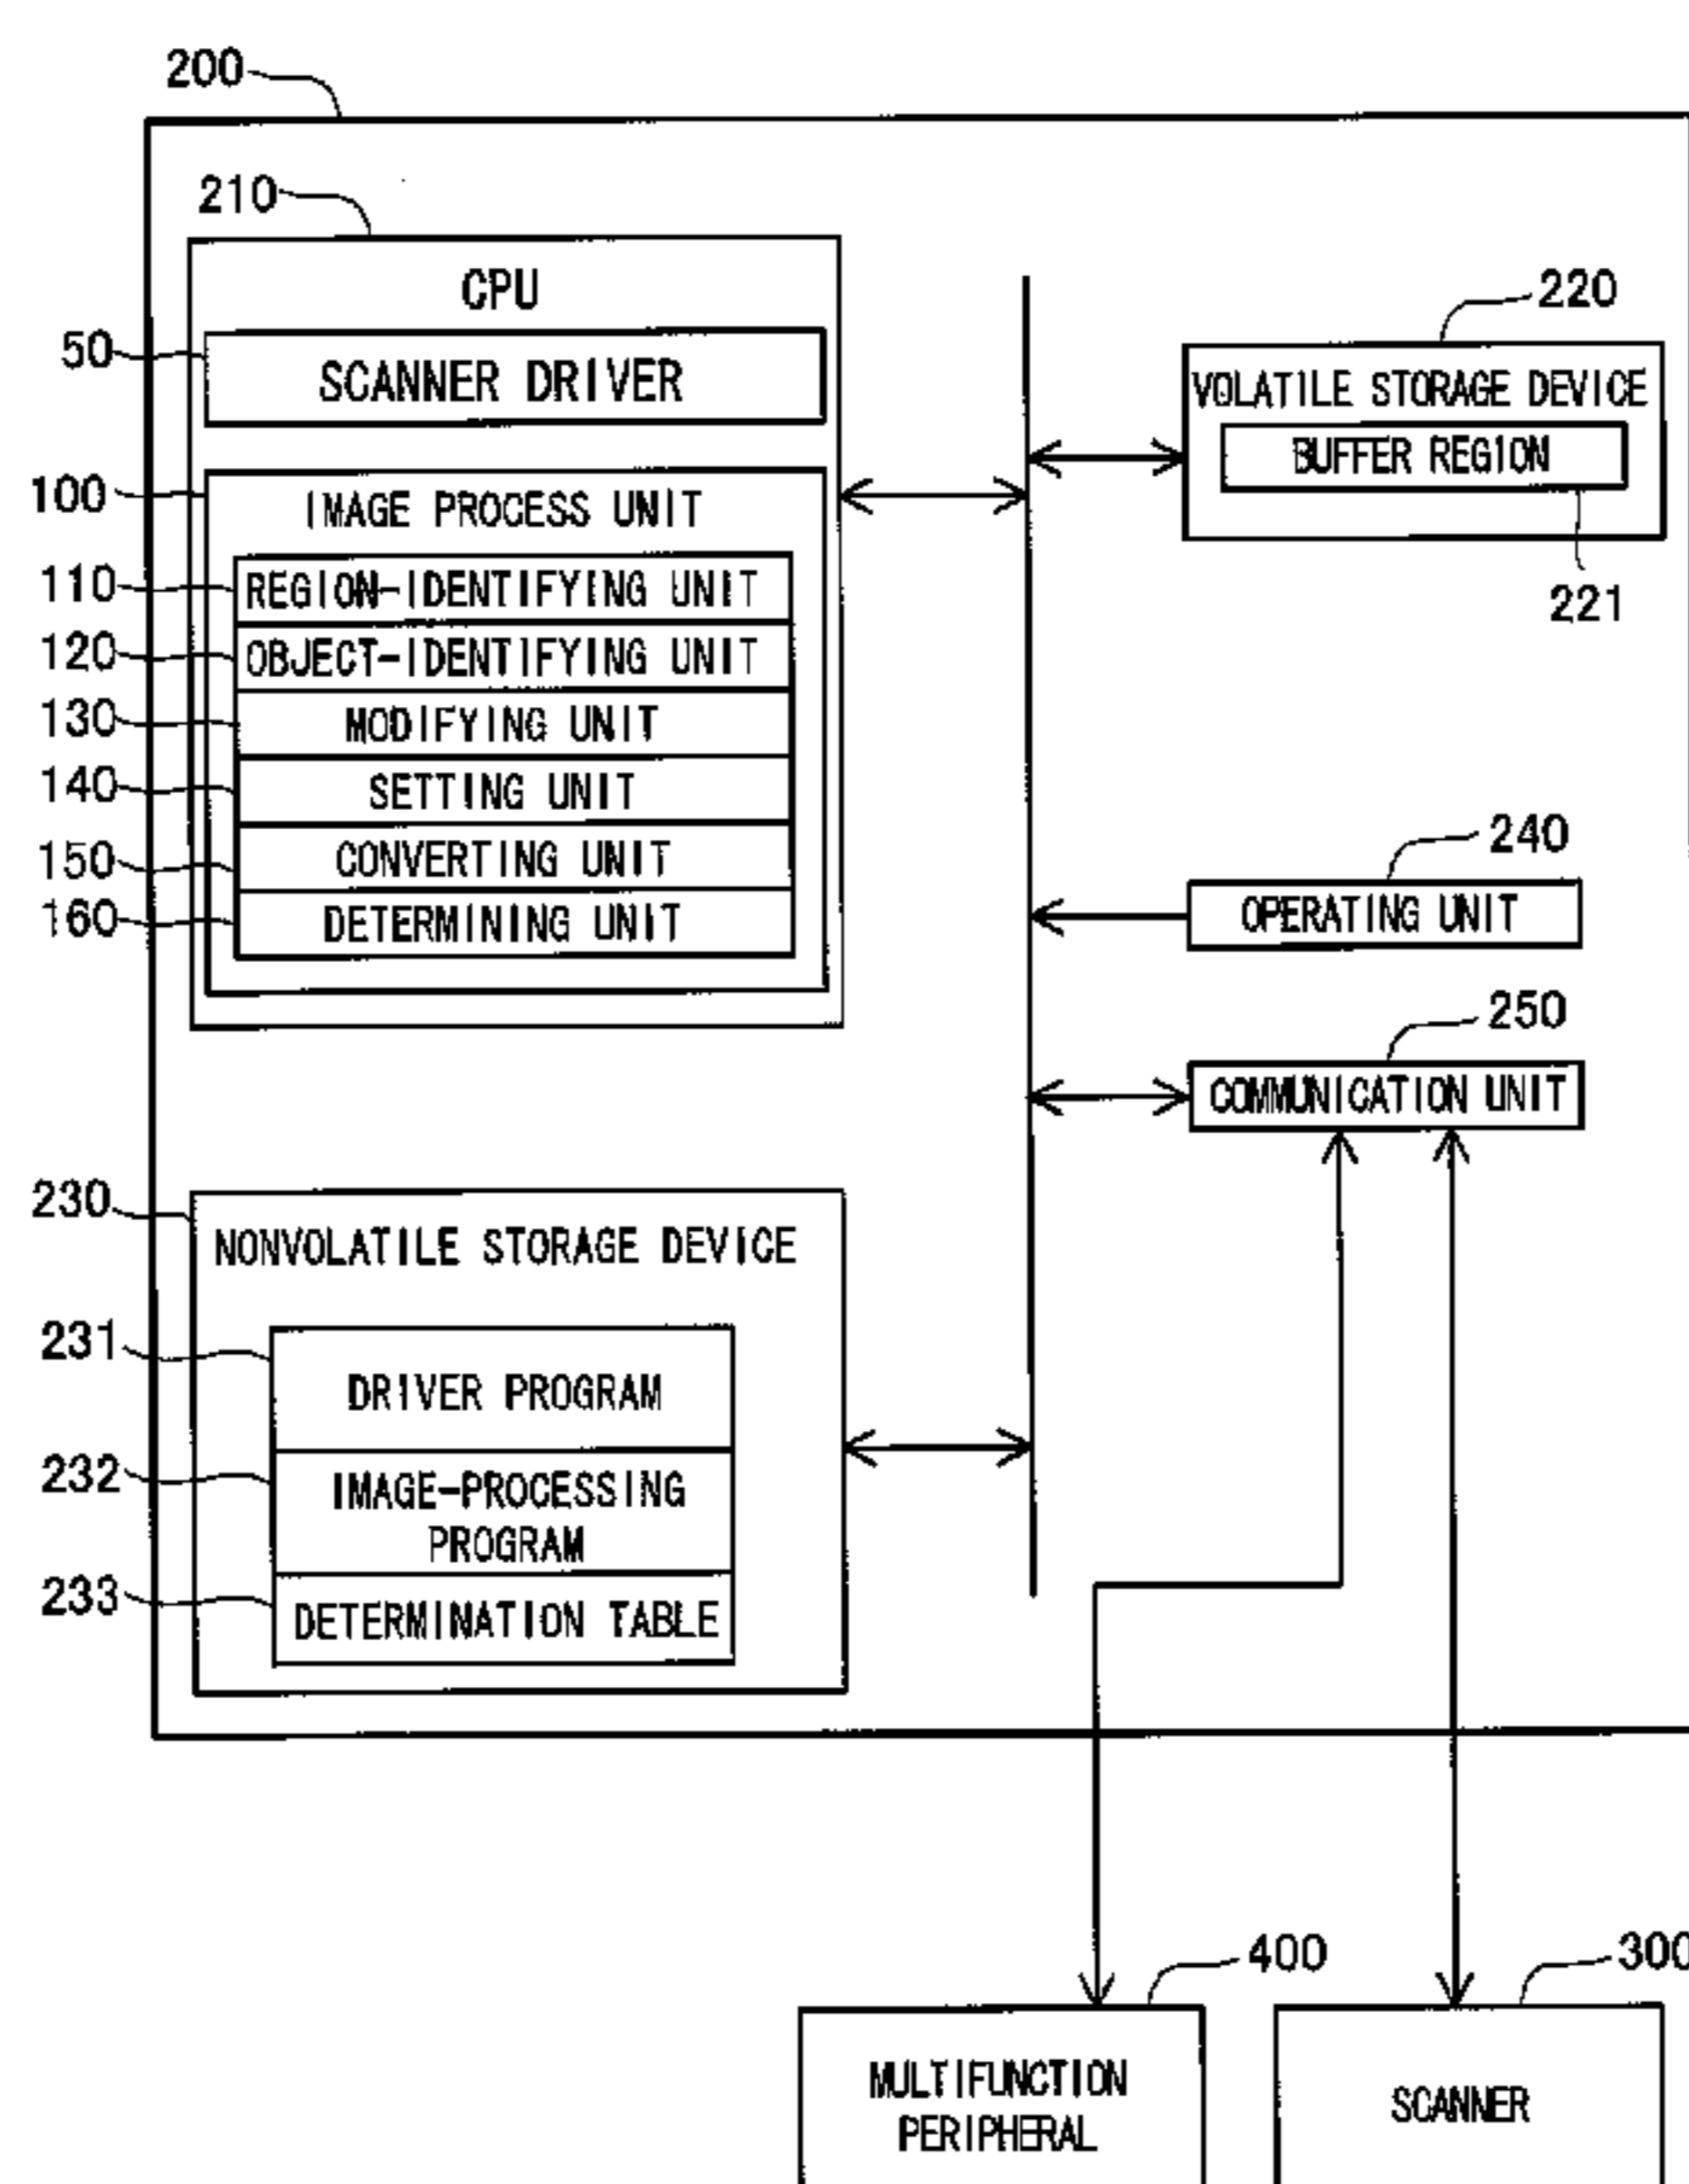 200
210
CPU
220
50
SCANNER DRIVER
VOLATILE STORAGE DEVICE
BUFFER REGION
100
IMAGE PROCESS UNIT
221
110
REGION-IDENTIFYING UNIT
120
OBJECT-IDENTIFYING UNIT
130
MODIFYING UNIT
140
SETTING UNIT
240
150
CONVERTING UNIT
160
DETERMINING UNIT
OPERATING UNIT
250
COMMUNICATION UNIT
230
NONVOLATILE STORAGE DEVICE
231
DRIVER PROGRAM
232
IMAGE-PROCESSING
PROGRAM
233
DETERMINATION TABLE
400
300
MULTIFUNCTION
PERIPHERAL
SCANNER